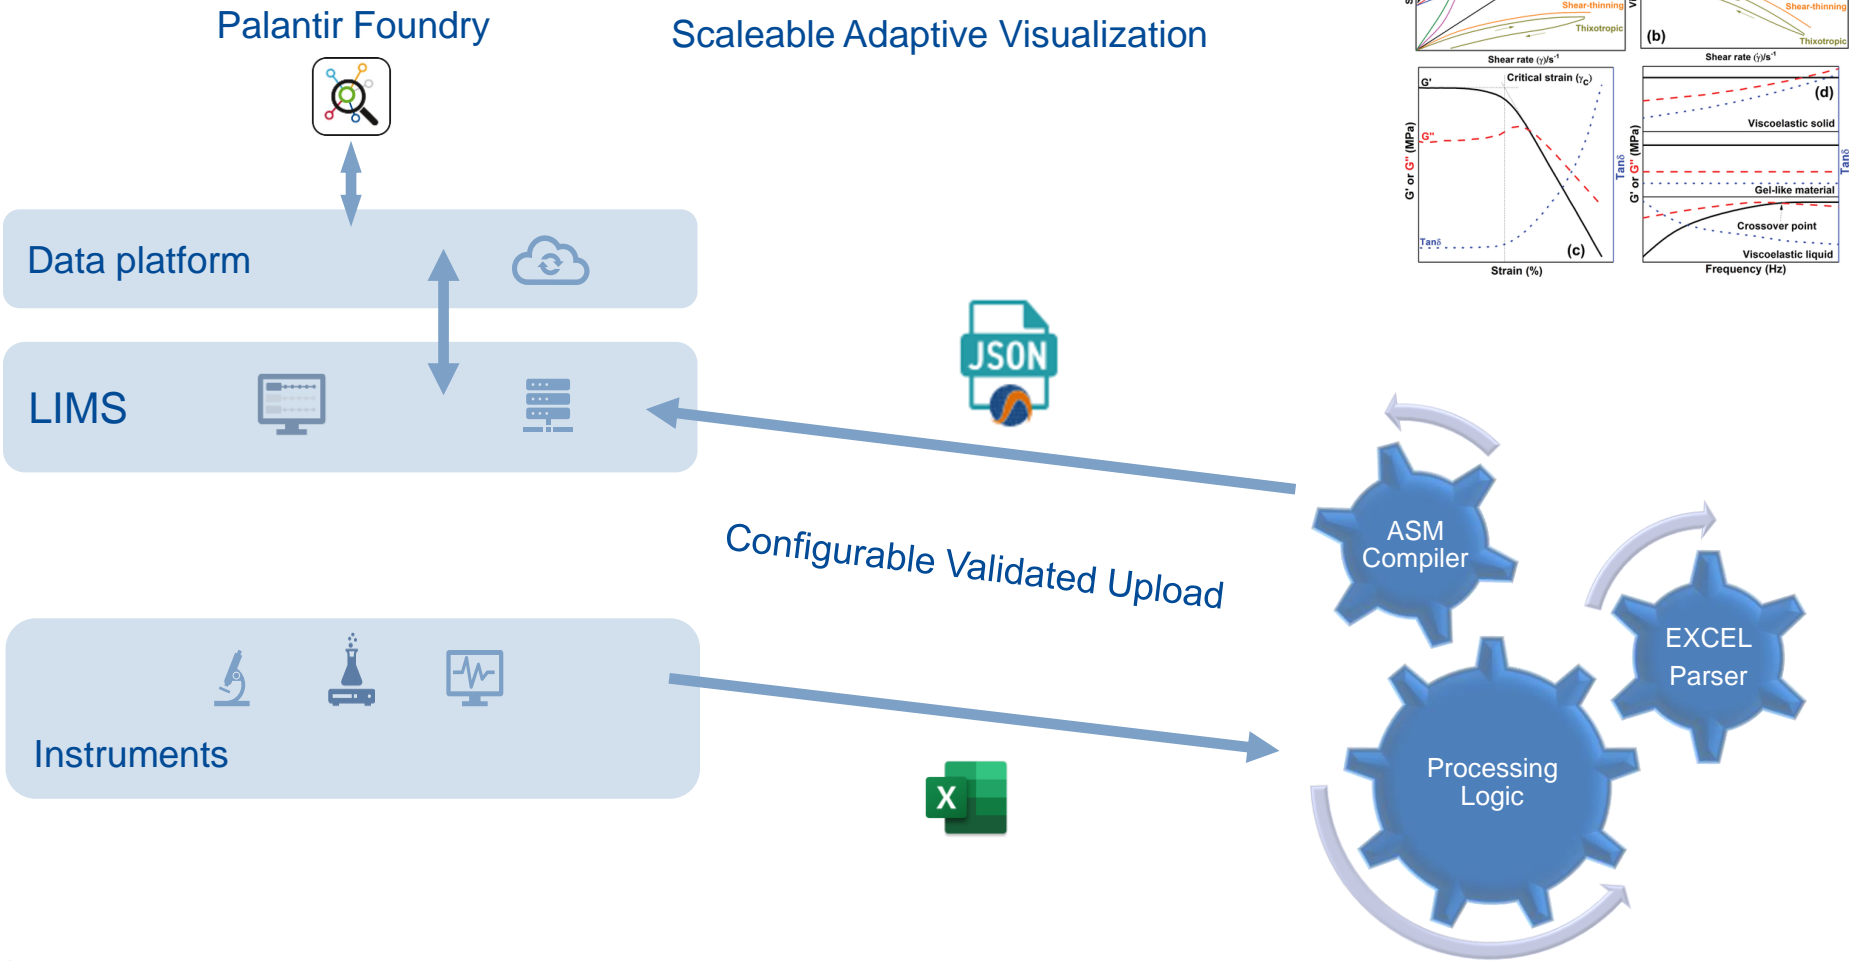 Palantir Foundry
Scaleable Adaptive Visualization
Data platform
LIMS
JSON
Configurable Validated Upload
Instruments
X
ASM
Compiler
EXCEL
Parser
Processing
Logic
Shear-thinning
Thixotropic
Shear rate (γ̇)/s⁻¹
Shear-thinning
(b)
Thixotropic
Shear rate (γ̇)/s⁻¹
G'
Critical strain (γc)
G''
Tanδ
(c)
G' or G'' (MPa)
Tanδ
Strain (%)
(d)
Viscoelastic solid
Gel-like material
Crossover point
Viscoelastic liquid
G' or G'' (MPa)
Tanδ
Frequency (Hz)